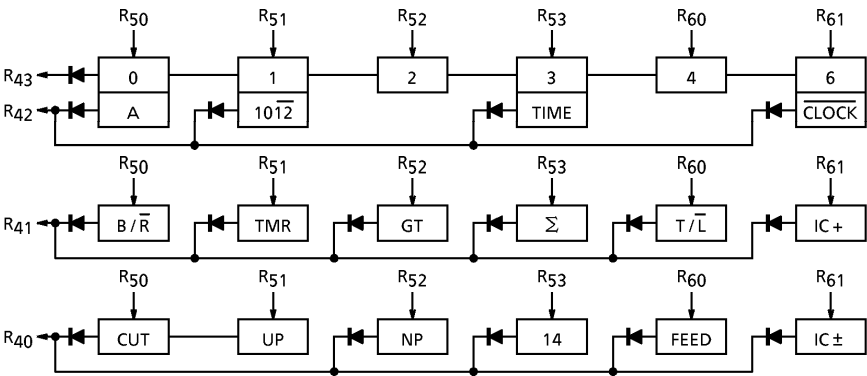 R50 R51 R52 R53 R60 R61
R43 0 1 2 3 4 6
R42 A 101̅2̅ TIME C̅L̅O̅C̅K̅
R50 R51 R52 R53 R60 R61
R41 B/R̅ TMR GT Σ T/L̅ IC+
R50 R51 R52 R53 R60 R61
R40 CUT UP NP 14 FEED IC±